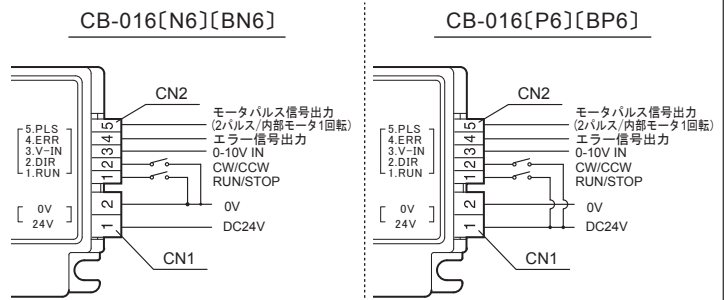 CB-016〔N6〕〔BN6〕
CN2
5.PLS
4.ERR
3.V-IN
2.DIR
1.RUN
5
4
3
2
1
モータパルス信号出力
(2パルス/内部モータ1回転)
エラー信号出力
0-10V IN
CW/CCW
RUN/STOP
0V
24V
2
1
0V
DC24V
CN1
CB-016〔P6〕〔BP6〕
CN2
5.PLS
4.ERR
3.V-IN
2.DIR
1.RUN
5
4
3
2
1
モータパルス信号出力
(2パルス/内部モータ1回転)
エラー信号出力
0-10V IN
CW/CCW
RUN/STOP
0V
24V
2
1
0V
DC24V
CN1